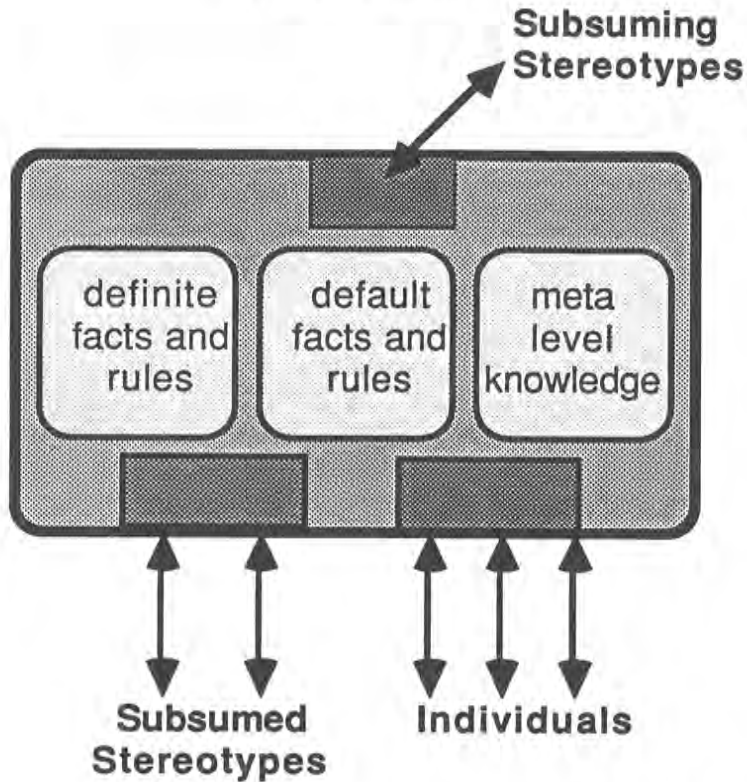 Subsuming
Stereotypes
definite
facts and
rules
default
facts and
rules
meta
level
knowledge
Subsumed
Stereotypes
Individuals